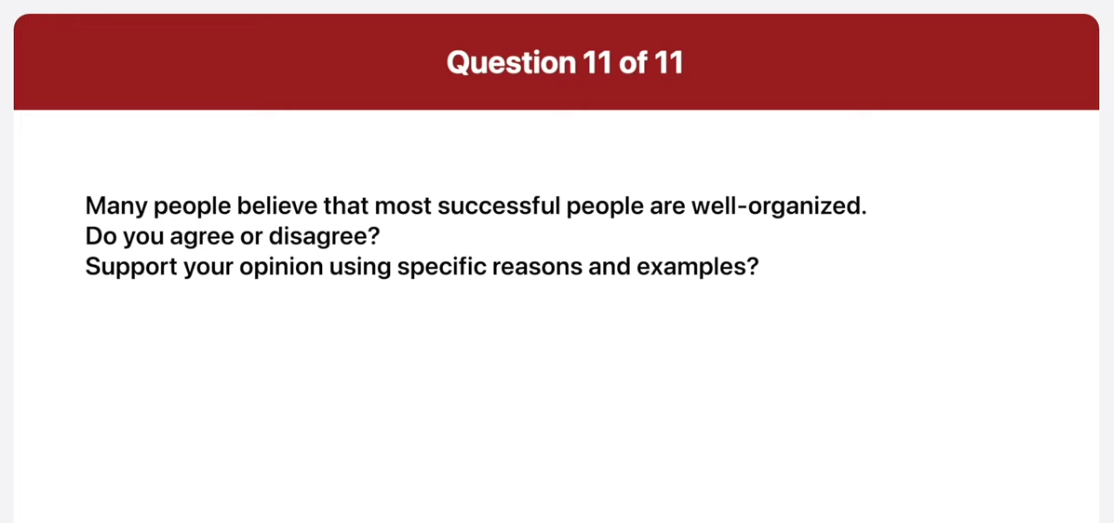 Question 11 of 11
Many people believe that most successful people are well-organized.
Do you agree or disagree?
Support your opinion using specific reasons and examples?